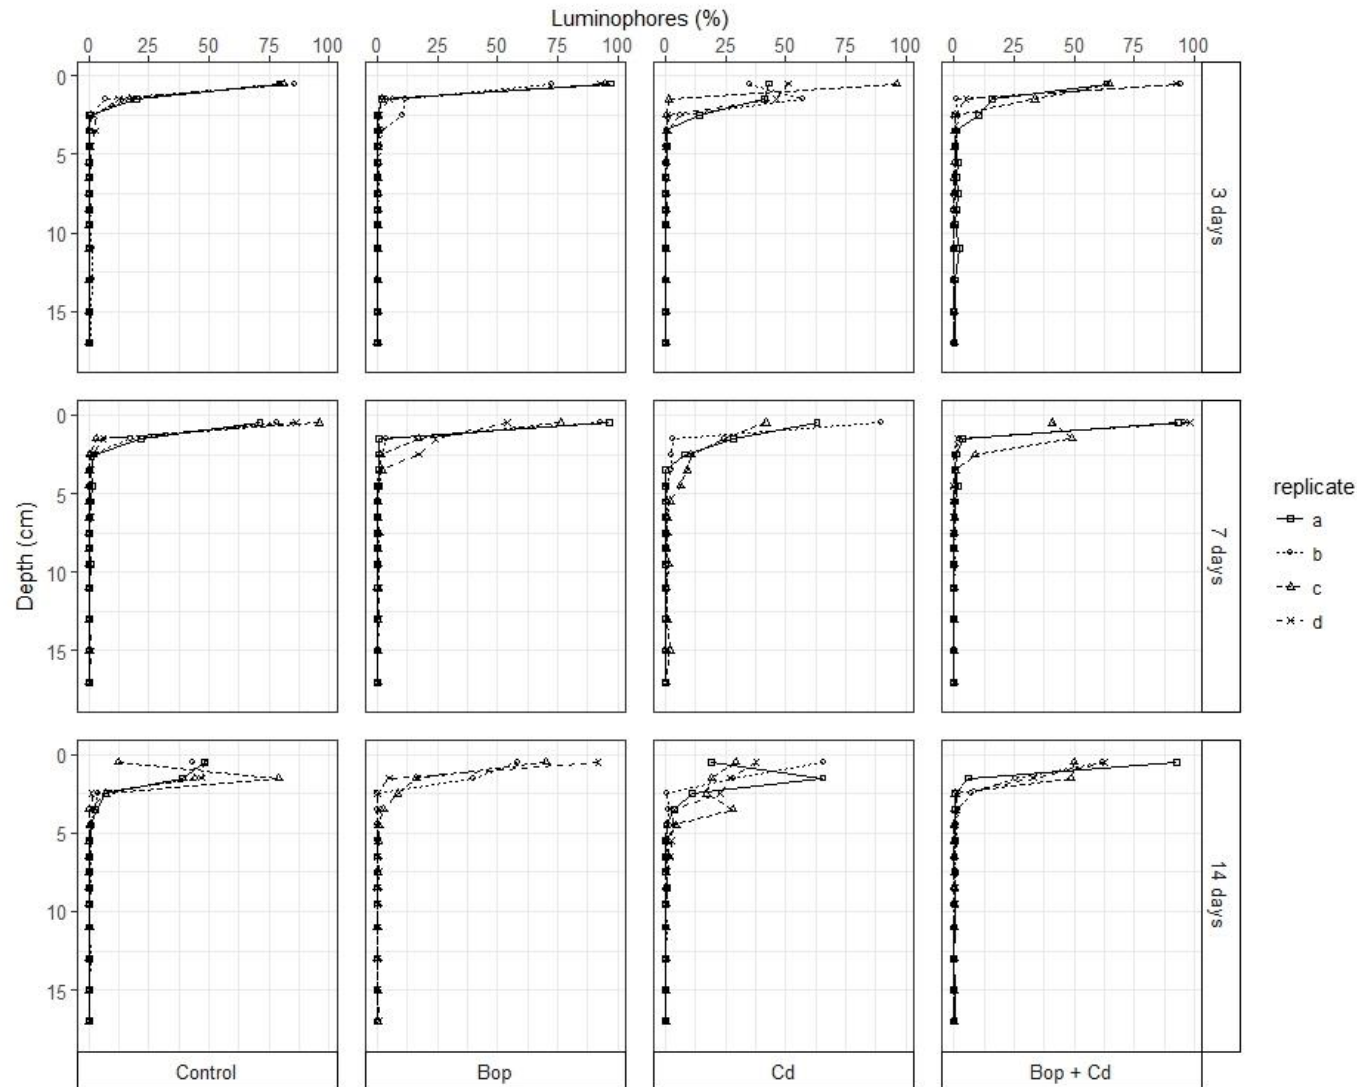 Luminophores (%)
0 25 50 75 100 0 25 50 75 100 0 25 50 75 100 0 25 50 75 100
0
5
10
15
3 days
0
5
10
15
7 days
0
5
10
15
14 days
Depth (cm)
Control Bop Cd Bop + Cd
replicate
a
b
c
d